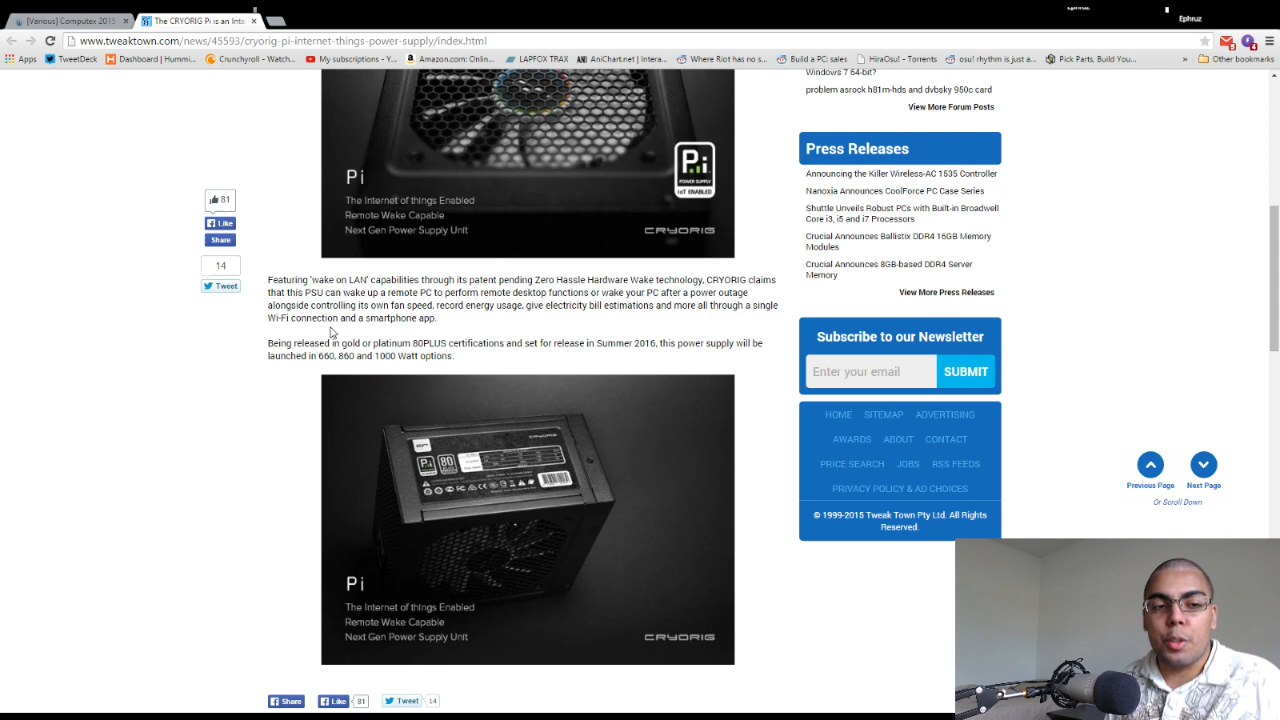 Ephruz
Ephruz
[Various] Computex 2015
The CRYORIG Pi is an Inte
www.tweaktown.com/news/45593/cryorig-pi-internet-things-power-supply/index.html
Apps TweetDeck Dashboard | Hummi... Crunchyroll - Watch... My subscriptions - Y... Amazon.com: Onlin... LAPFOX TRAX AniChart.net | Intera... Where Riot has no s... Build a PC: sales HiraOsu! - Torrents osu! rhythm is just a... Pick Parts, Build You... » Other bookmarks
Windows 7 64-bit?
problem asrock h81m-hds and dvbsky 950c card
View More Forum Posts
Press Releases
Announcing the Killer Wireless-AC 1535 Controller
Nanoxia Announces CoolForce PC Case Series
Shuttle Unveils Robust PCs with Built-in Broadwell
Core i3, i5 and i7 Processors
Crucial Announces Ballistix DDR4 16GB Memory
Modules
Crucial Announces 8GB-based DDR4 Server
Memory
View More Press Releases
Pi
The Internet of things Enabled
Remote Wake Capable
Next Gen Power Supply Unit
Pi
POWER SUPPLY
IoT ENABLED
CRYORIG
81
Like
Share
14
Tweet
Featuring 'wake on LAN' capabilities through its patent pending Zero Hassle Hardware Wake technology, CRYORIG claims
that this PSU can wake up a remote PC to perform remote desktop functions or wake your PC after a power outage
alongside controlling its own fan speed, record energy usage, give electricity bill estimations and more all through a single
Wi-Fi connection and a smartphone app.
Being released in gold or platinum 80PLUS certifications and set for release in Summer 2016, this power supply will be
launched in 660, 860 and 1000 Watt options.
Subscribe to our Newsletter
Enter your email SUBMIT
HOME SITEMAP ADVERTISING
AWARDS ABOUT CONTACT
PRICE SEARCH JOBS RSS FEEDS
PRIVACY POLICY & AD CHOICES
© 1999-2015 Tweak Town Pty Ltd. All Rights
Reserved.
Previous Page Next Page
Or Scroll Down
CRYORIG
80
Pi
The Internet of things Enabled
Remote Wake Capable
Next Gen Power Supply Unit
CRYORIG
Share Like 81 Tweet 14